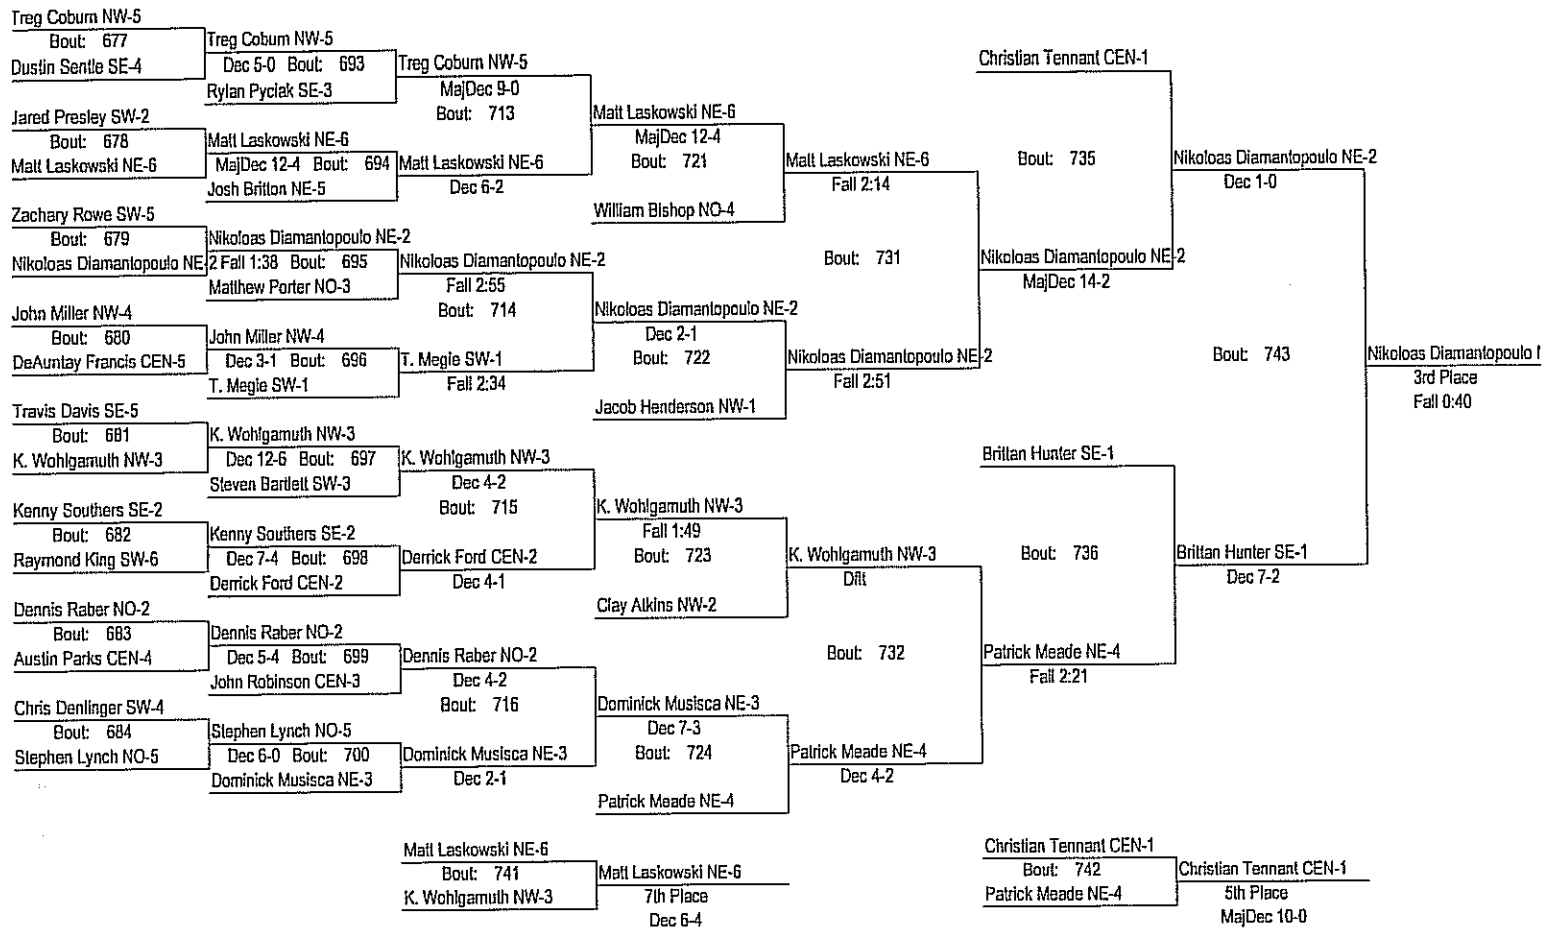 Treg Coburn NW-5
Bout: 677
Dustin Sentle SE-4
Jared Presley SW-2
Bout: 678
Matt Laskowski NE-6
Zachary Rowe SW-5
Bout: 679
Nikoloas Diamantopoulo NE-2
John Miller NW-4
Bout: 680
DeAuntay Francis CEN-5
Travis Davis SE-5
Bout: 681
K. Wohlgamuth NW-3
Kenny Southers SE-2
Bout: 682
Raymond King SW-6
Dennis Raber NO-2
Bout: 683
Austin Parks CEN-4
Chris Denlinger SW-4
Bout: 684
Stephen Lynch NO-5
Treg Coburn NW-5
Dec 5-0 Bout: 693
Rylan Pyciak SE-3
Matt Laskowski NE-6
MajDec 12-4 Bout: 694
Josh Britton NE-5
Nikoloas Diamantopoulo NE-2
Fall 1:38 Bout: 695
Matthew Porter NO-3
John Miller NW-4
Dec 3-1 Bout: 696
T. Megie SW-1
K. Wohlgamuth NW-3
Dec 12-6 Bout: 697
Steven Bartlett SW-3
Kenny Southers SE-2
Dec 7-4 Bout: 698
Derrick Ford CEN-2
Dennis Raber NO-2
Dec 5-4 Bout: 699
John Robinson CEN-3
Stephen Lynch NO-5
Dec 6-0 Bout: 700
Dominick Musisca NE-3
Treg Coburn NW-5
MajDec 9-0
Bout: 713
Matt Laskowski NE-6
Dec 6-2
Nikoloas Diamantopoulo NE-2
Fall 2:55
Bout: 714
T. Megie SW-1
Fall 2:34
K. Wohlgamuth NW-3
Dec 4-2
Bout: 715
Derrick Ford CEN-2
Dec 4-1
Dennis Raber NO-2
Dec 4-2
Bout: 716
Dominick Musisca NE-3
Dec 2-1
Matt Laskowski NE-6
MajDec 12-4
Bout: 721
William Bishop NO-4
Nikoloas Diamantopoulo NE-2
Dec 2-1
Bout: 722
Jacob Henderson NW-1
K. Wohlgamuth NW-3
Fall 1:49
Bout: 723
Clay Atkins NW-2
Dominick Musisca NE-3
Dec 7-3
Bout: 724
Patrick Meade NE-4
Matt Laskowski NE-6
Fall 2:14
Bout: 731
Nikoloas Diamantopoulo NE-2
Fall 2:51
K. Wohlgamuth NW-3
Dflt
Bout: 732
Patrick Meade NE-4
Dec 4-2
Christian Tennant CEN-1
Bout: 735
Nikoloas Diamantopoulo NE-2
MajDec 14-2
Brittan Hunter SE-1
Bout: 736
Patrick Meade NE-4
Fall 2:21
Nikoloas Diamantopoulo NE-2
Dec 1-0
Bout: 743
Brittan Hunter SE-1
Dec 7-2
Nikoloas Diamantopoulo
3rd Place
Fall 0:40
Matt Laskowski NE-6
Bout: 741
K. Wohlgamuth NW-3
Matt Laskowski NE-6
7th Place
Dec 6-4
Christian Tennant CEN-1
Bout: 742
Patrick Meade NE-4
Christian Tennant CEN-1
5th Place
MajDec 10-0